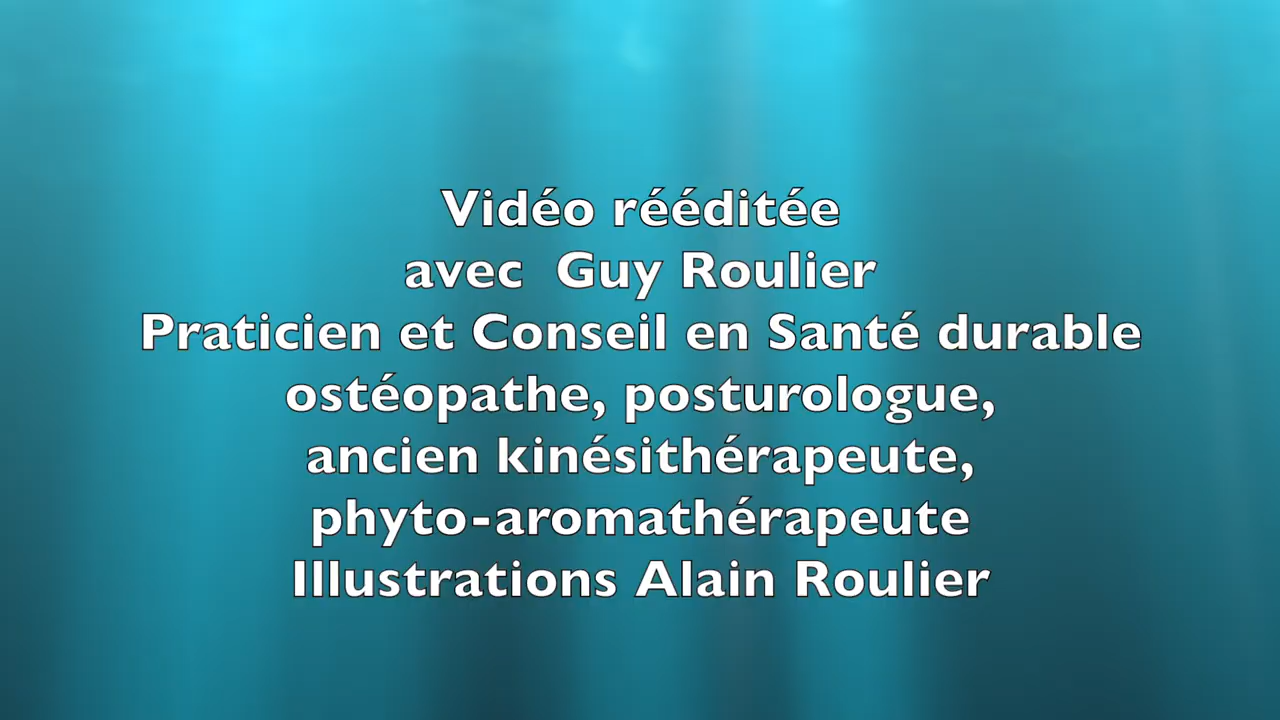 Vidéo rééditée
avec  Guy Roulier
Praticien et Conseil en Santé durable
ostéopathe, posturologue,
ancien kinésithérapeute,
phyto-aromathérapeute
Illustrations Alain Roulier